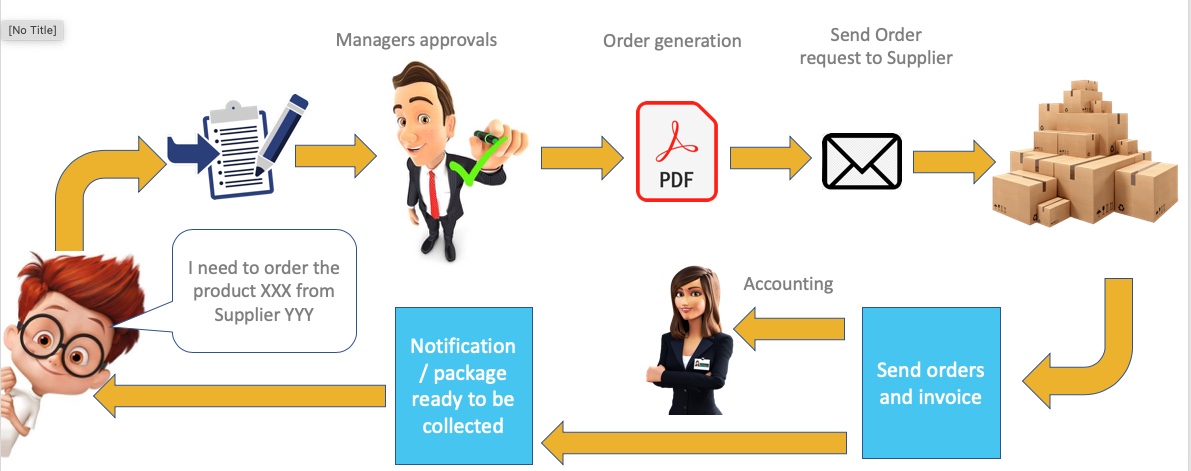 [No Title]
Managers approvals
Order generation
Send Order
request to Supplier
PDF
I need to order the
product XXX from
Supplier YYY
Accounting
Notification
/ package
ready to be
collected
Send orders
and invoice